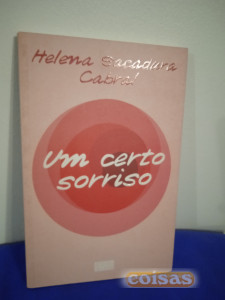 Helena Sacadura
Cabral
Um certo
sorriso
coisas